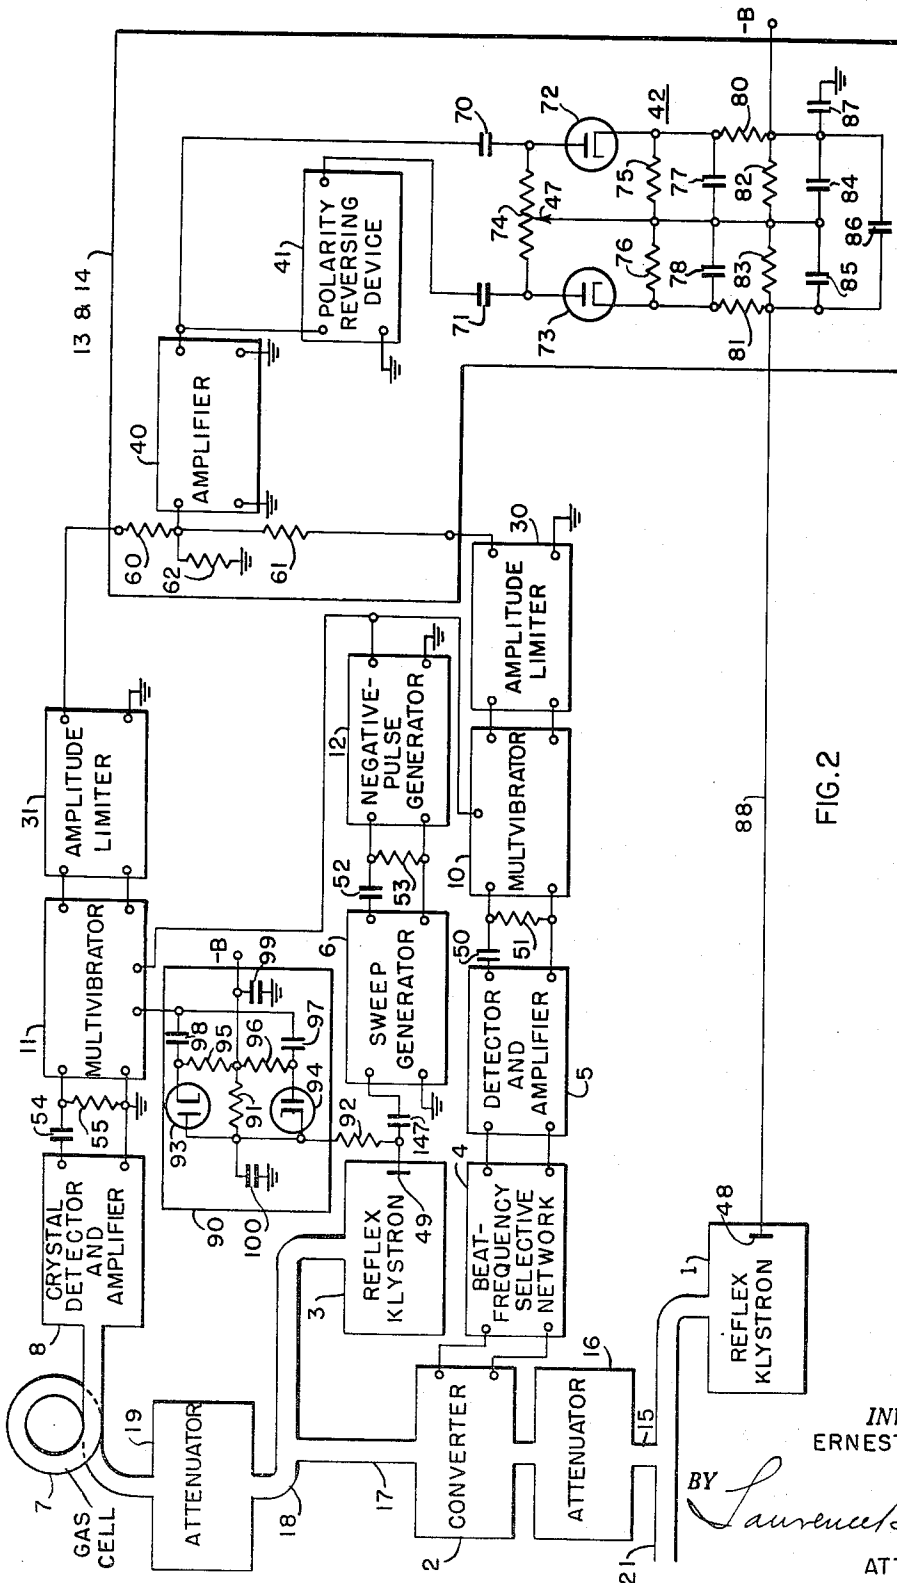 7
GAS
CELL
8
CRYSTAL
DETECTOR
AND
AMPLIFIER
54
55
11
MULTIVIBRATOR
31
AMPLITUDE
LIMITER
60
62
61
40
AMPLIFIER
13 & 14
41
POLARITY
REVERSING
DEVICE
70
71
74
47
72
73
42
75
76
77
78
80
81
82
83
84
85
86
87
-B
19
ATTENUATOR
18
17
90
100
93
91
94
92
98
95
96
97
99
-B
3
REFLEX
KLYSTRON
49
147
6
SWEEP
GENERATOR
52
53
12
NEGATIVE-
PULSE
GENERATOR
2
CONVERTER
4
BEAT-
FREQUENCY
SELECTIVE
NETWORK
5
DETECTOR
AND
AMPLIFIER
50
51
10
MULTVIBRATOR
30
AMPLITUDE
LIMITER
16
ATTENUATOR
15
21
1
REFLEX
KLYSTRON
48
88
FIG.2
ERNEST
BY
ATT